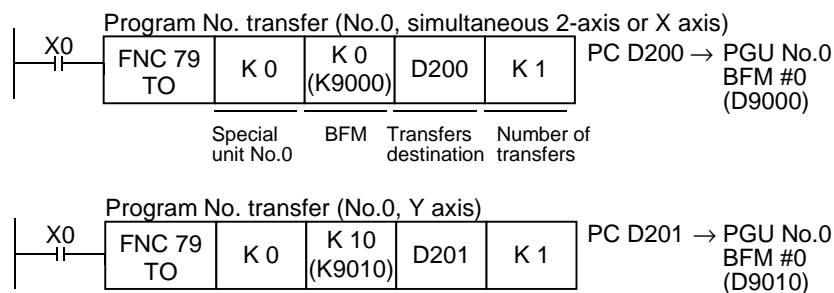 Program No. transfer (No.0, simultaneous 2-axis or X axis)
X0
FNC 79 TO
K 0
K 0 (K9000)
D200
K 1
PC D200 → PGU No.0
BFM #0
(D9000)
Special unit No.0
BFM
Transfers destination
Number of transfers
Program No. transfer (No.0, Y axis)
X0
FNC 79 TO
K 0
K 10 (K9010)
D201
K 1
PC D201 → PGU No.0
BFM #0
(D9010)